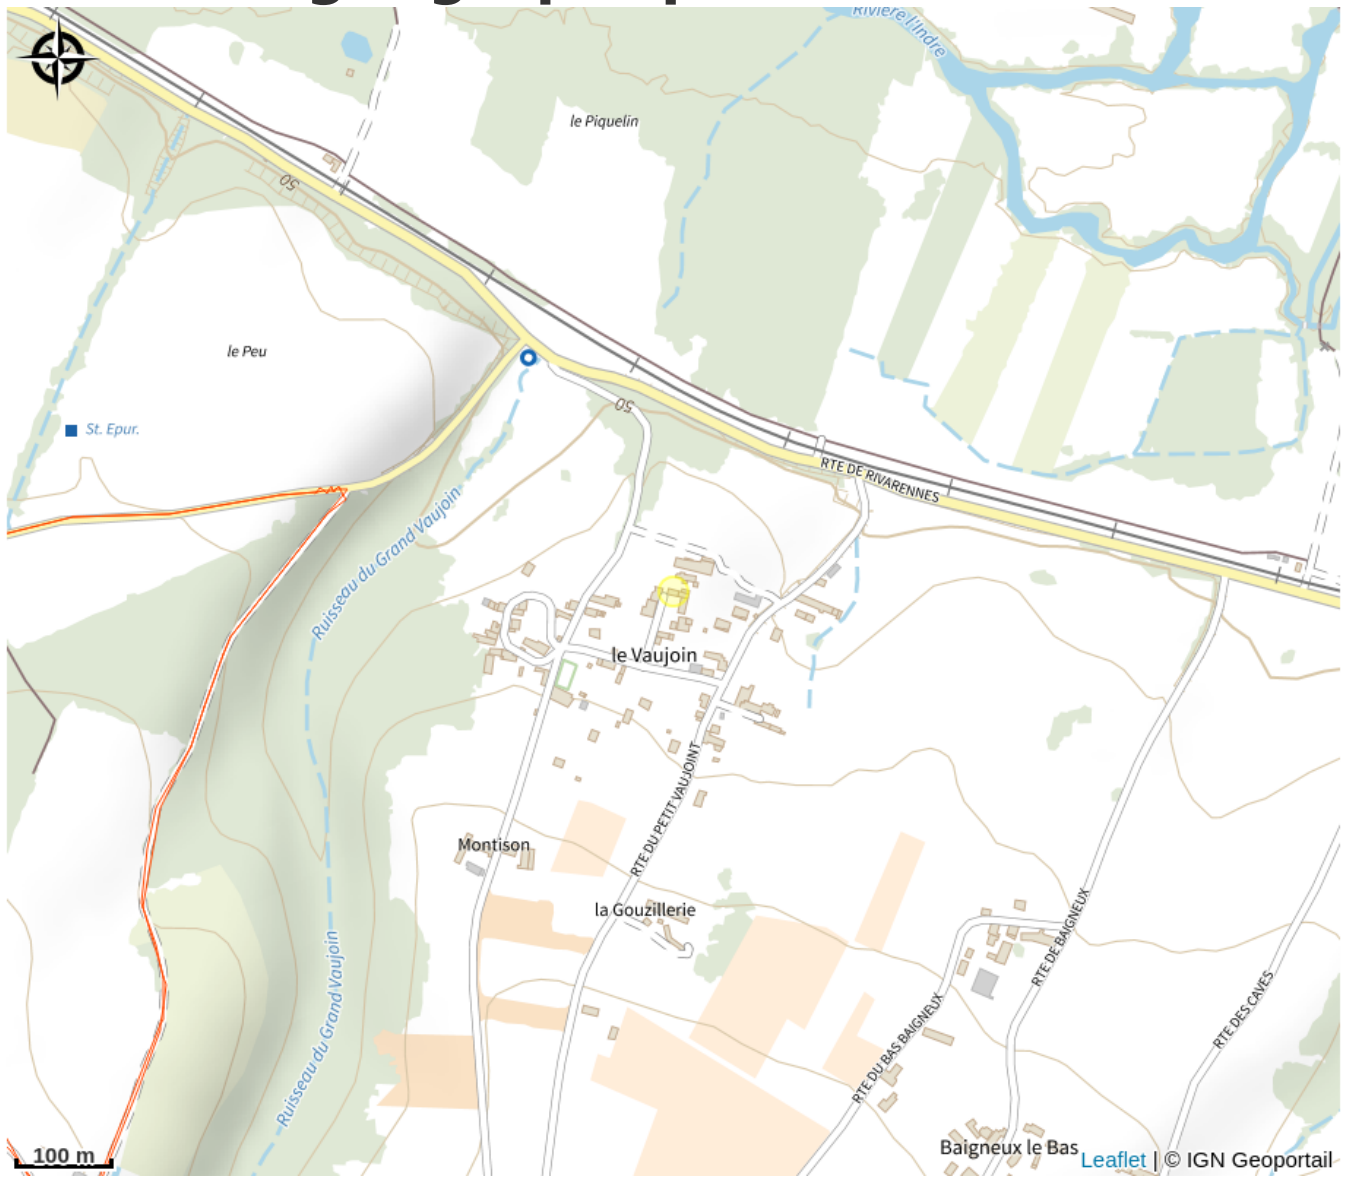 Rivière l'Indre
le Piquelin
50
le Peu
50
St. Epur.
RTE DE RIVARENNES
Ruisseau du Grand Vaujoin
le Vaujoin
RTE DU PETIT VAUJOINT
Montison
la Gouzillerie
RTE DE BAIGNEUX
Ruisseau du Grand Vaujoin
RTE DU BAS BAIGNEUX
RTE DES CAVES
Baigneux le Bas
100 m
Leaflet | © IGN Geoportail